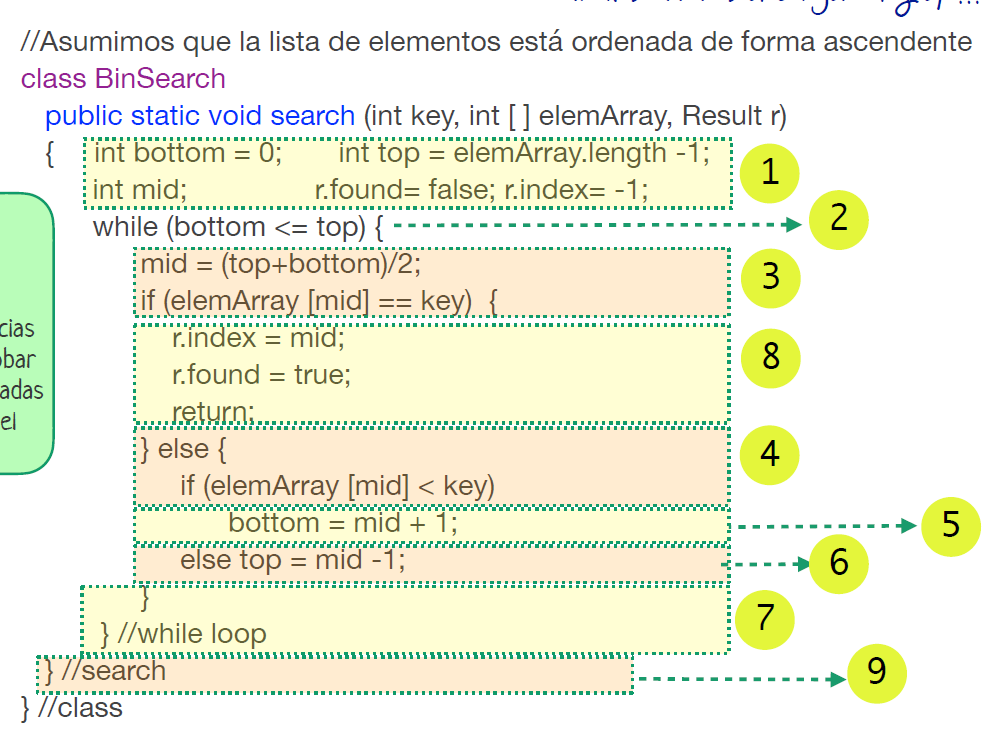 //Asumimos que la lista de elementos está ordenada de forma ascendente
class BinSearch
public static void search (int key, int [ ] elemArray, Result r)
{ int bottom = 0; int top = elemArray.length -1;
1
int mid; r.found= false; r.index= -1;
while (bottom <= top) {
2
mid = (top+bottom)/2;
3
if (elemArray [mid] == key) {
cias
r.index = mid;
8
obar
r.found = true;
adas
return;
el
} else {
4
if (elemArray [mid] < key)
bottom = mid + 1;
5
else top = mid -1;
6
}
7
} //while loop
} //search
9
} //class